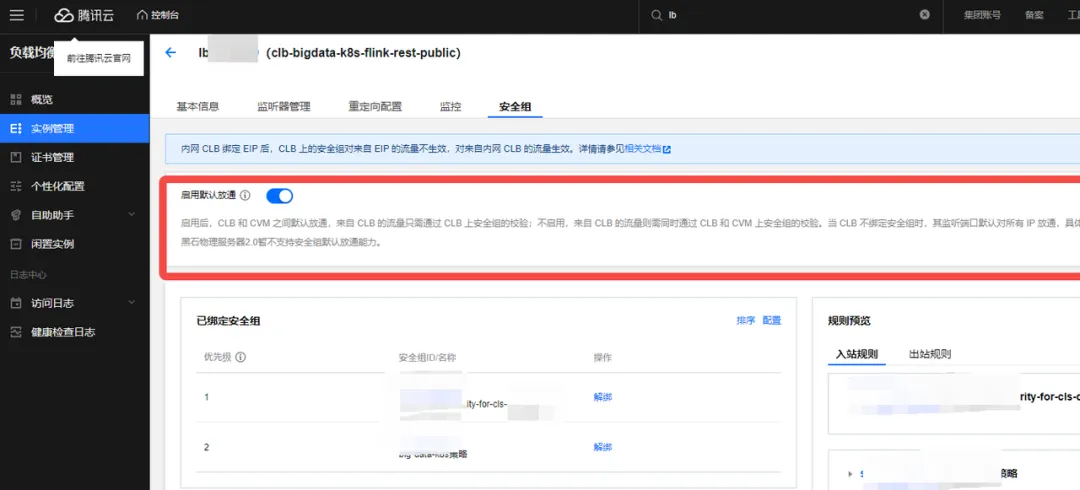 腾讯云
控制台
lb
集团账号
备案
负载均衡
前往腾讯云官网
概览
实例管理
证书管理
个性化配置
自助助手
闲置实例
日志中心
访问日志
健康检查日志
lb
(clb-bigdata-k8s-flink-rest-public)
基本信息
监听器管理
重定向配置
监控
安全组
内网 CLB 绑定 EIP 后，CLB 上的安全组对来自 EIP 的流量不生效，对来自内网 CLB 的流量生效。详情请参见相关文档
启用默认放通
启用后，CLB 和 CVM 之间默认放通，来自 CLB 的流量只需通过 CLB 上安全组的校验；不启用，来自 CLB 的流量则需同时通过 CLB 和 CVM 上安全组的校验。当 CLB 不绑定安全组时，其监听端口默认对所有 IP 放通，具体
黑石物理服务器2.0暂不支持安全组默认放通能力。
已绑定安全组
排序
配置
优先级
安全组ID/名称
操作
1
ity-for-cls-
解绑
2
big-data-k8s策略
解绑
规则预览
入站规则
出站规则
rity-for-cls-c
策略